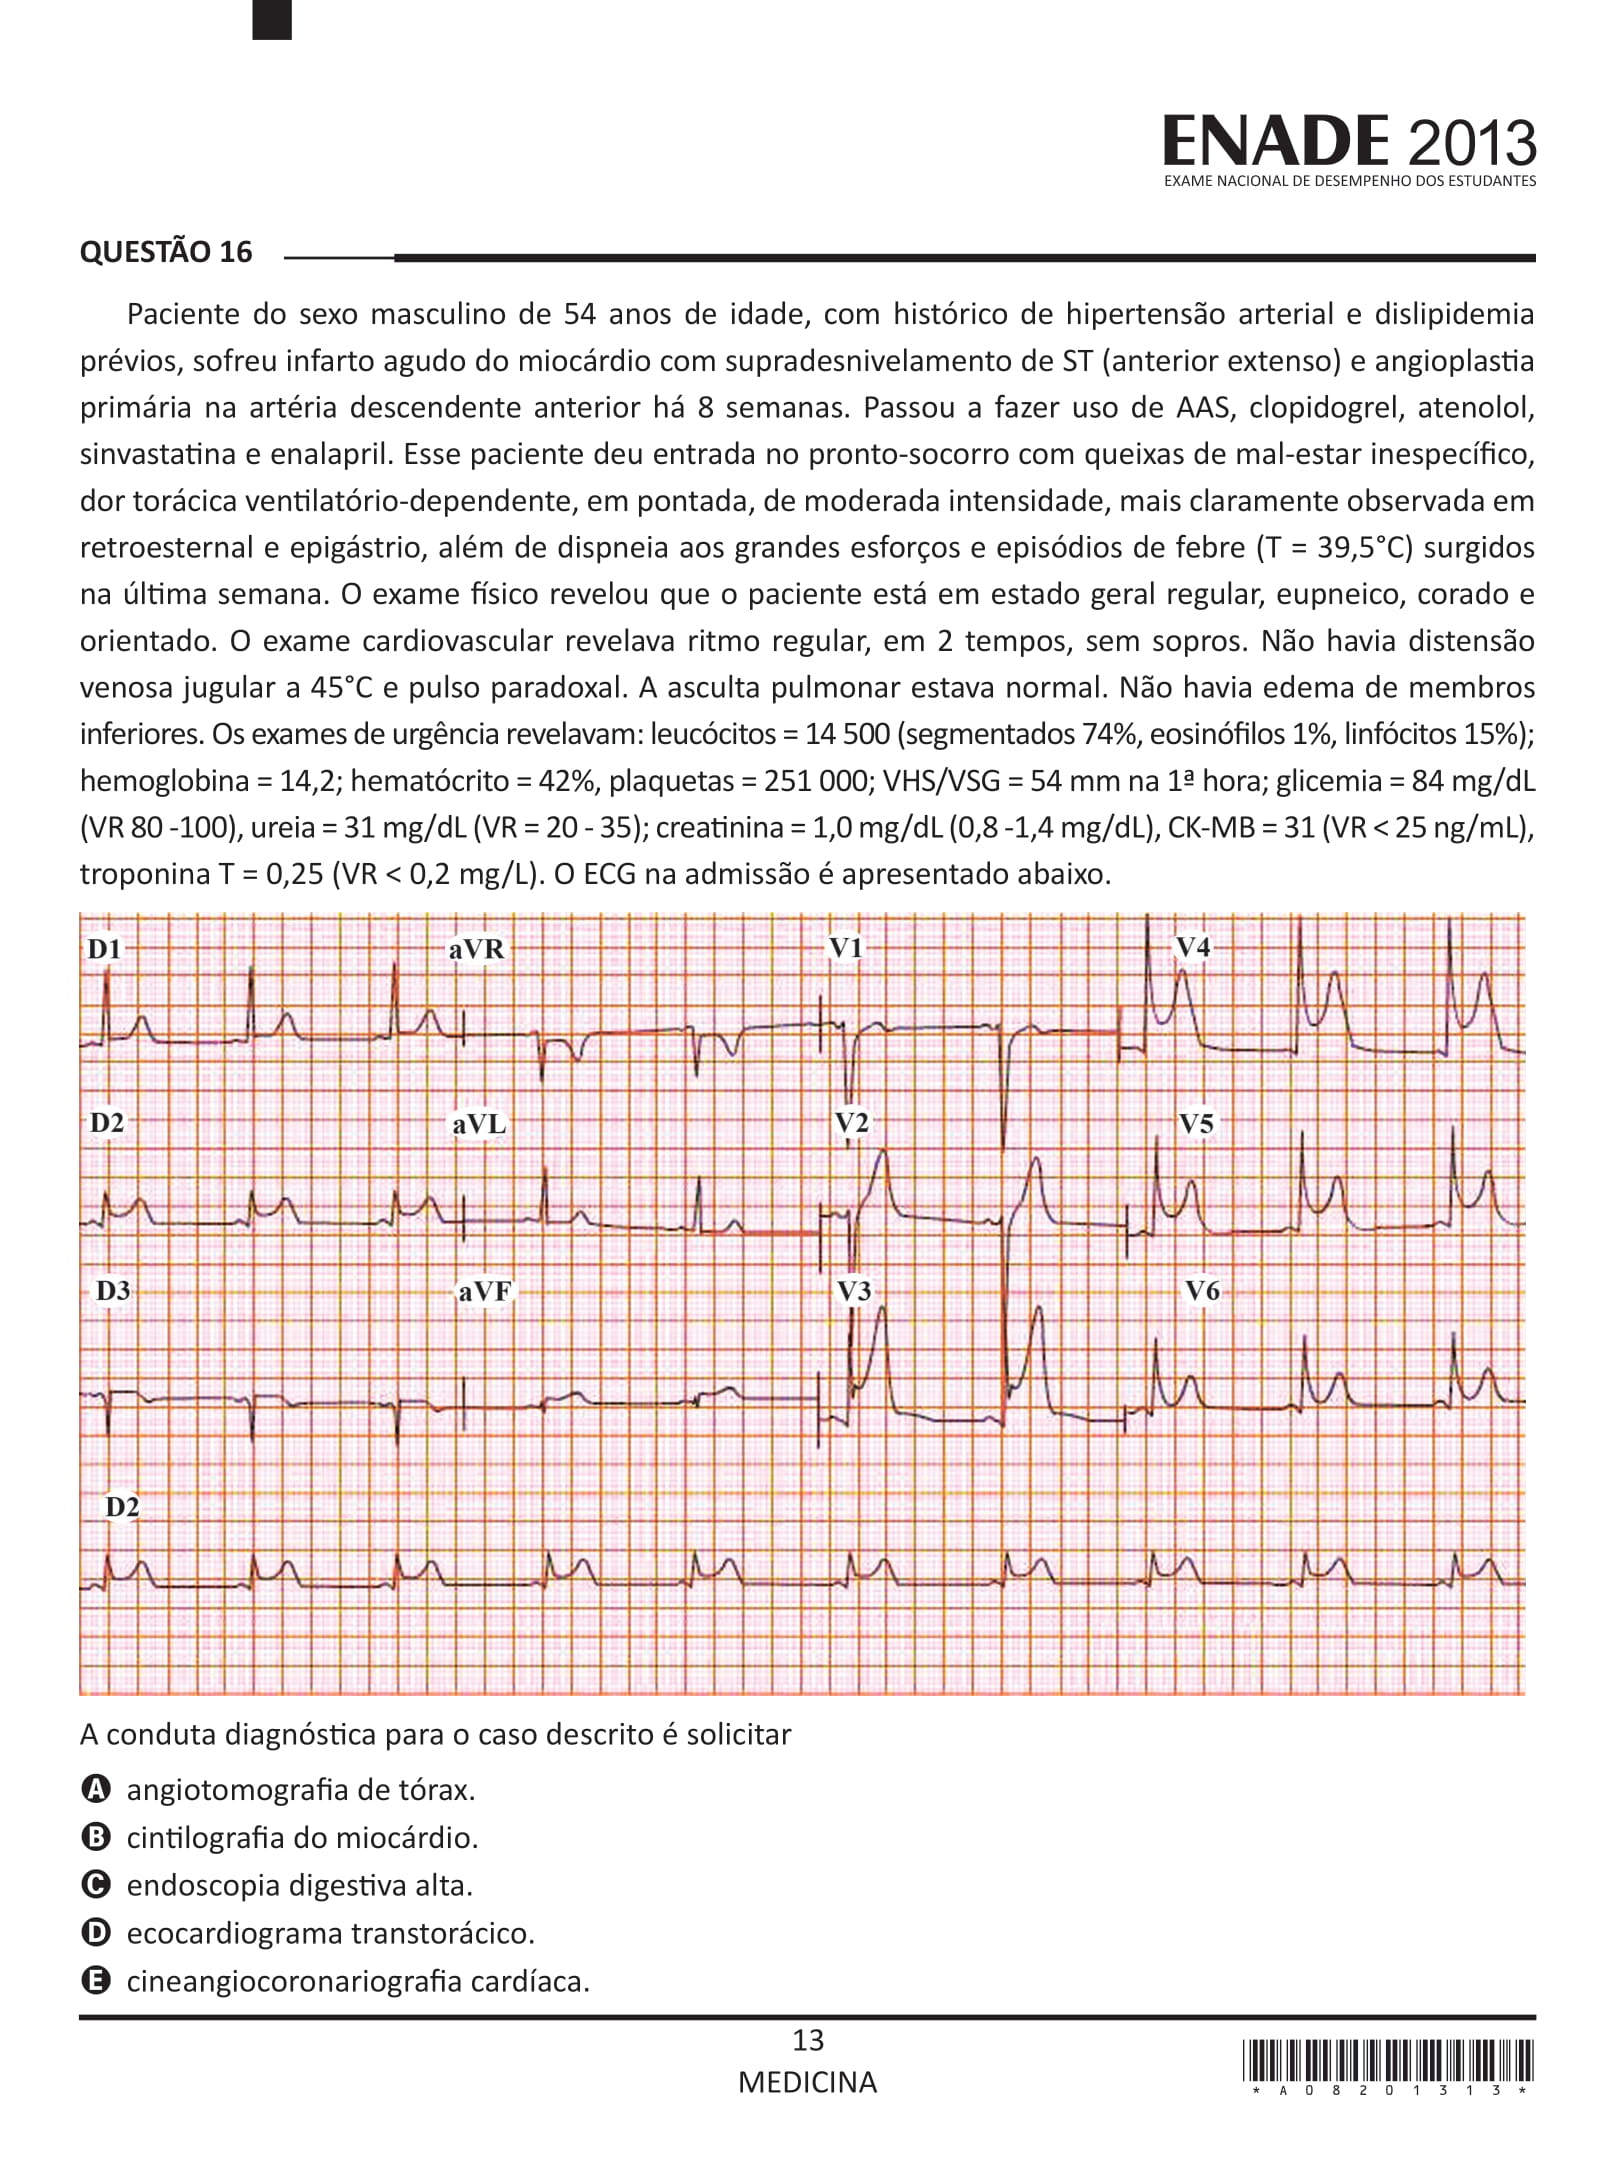 ENADE 2013
EXAME NACIONAL DE DESEMPENHO DOS ESTUDANTES
QUESTÃO 16
Paciente do sexo masculino de 54 anos de idade, com histórico de hipertensão arterial e dislipidemia
prévios, sofreu infarto agudo do miocárdio com supradesnivelamento de ST (anterior extenso) e angioplastia
primária na artéria descendente anterior há 8 semanas. Passou a fazer uso de AAS, clopidogrel, atenolol,
sinvastatina e enalapril. Esse paciente deu entrada no pronto-socorro com queixas de mal-estar inespecífico,
dor torácica ventilatório-dependente, em pontada, de moderada intensidade, mais claramente observada em
retroesternal e epigástrio, além de dispneia aos grandes esforços e episódios de febre (T = 39,5°C) surgidos
na última semana. O exame físico revelou que o paciente está em estado geral regular, eupneico, corado e
orientado. O exame cardiovascular revelava ritmo regular, em 2 tempos, sem sopros. Não havia distensão
venosa jugular a 45°C e pulso paradoxal. A asculta pulmonar estava normal. Não havia edema de membros
inferiores. Os exames de urgência revelavam: leucócitos = 14 500 (segmentados 74%, eosinófilos 1%, linfócitos 15%);
hemoglobina = 14,2; hematócrito = 42%, plaquetas = 251 000; VHS/VSG = 54 mm na 1ª hora; glicemia = 84 mg/dL
(VR 80 -100), ureia = 31 mg/dL (VR = 20 - 35); creatinina = 1,0 mg/dL (0,8 -1,4 mg/dL), CK-MB = 31 (VR < 25 ng/mL),
troponina T = 0,25 (VR < 0,2 mg/L). O ECG na admissão é apresentado abaixo.
D1 aVR V1 V4
D2 aVL V2 V5
D3 aVF V3 V6
D2
A conduta diagnóstica para o caso descrito é solicitar
A angiotomografia de tórax.
B cintilografia do miocárdio.
C endoscopia digestiva alta.
D ecocardiograma transtorácico.
E cineangiocoronariografia cardíaca.
13
MEDICINA
* A 0 8 2 0 1 3 1 3 *